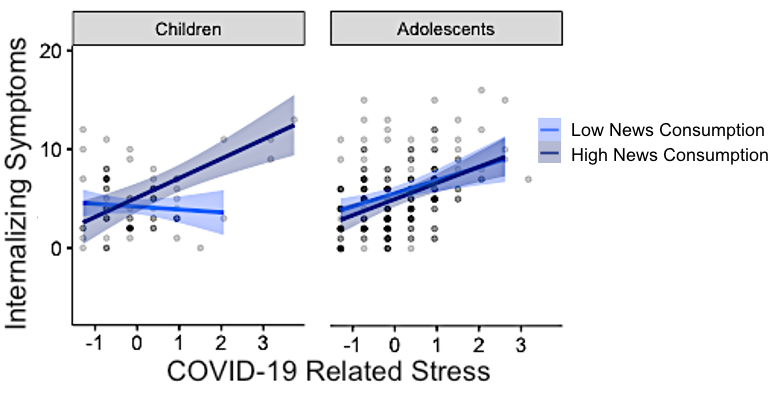 Children
Adolescents
Internalizing Symptoms
20
10
0
Low News Consumption
High News Consumption
-1 0 1 2 3
-1 0 1 2 3
COVID-19 Related Stress